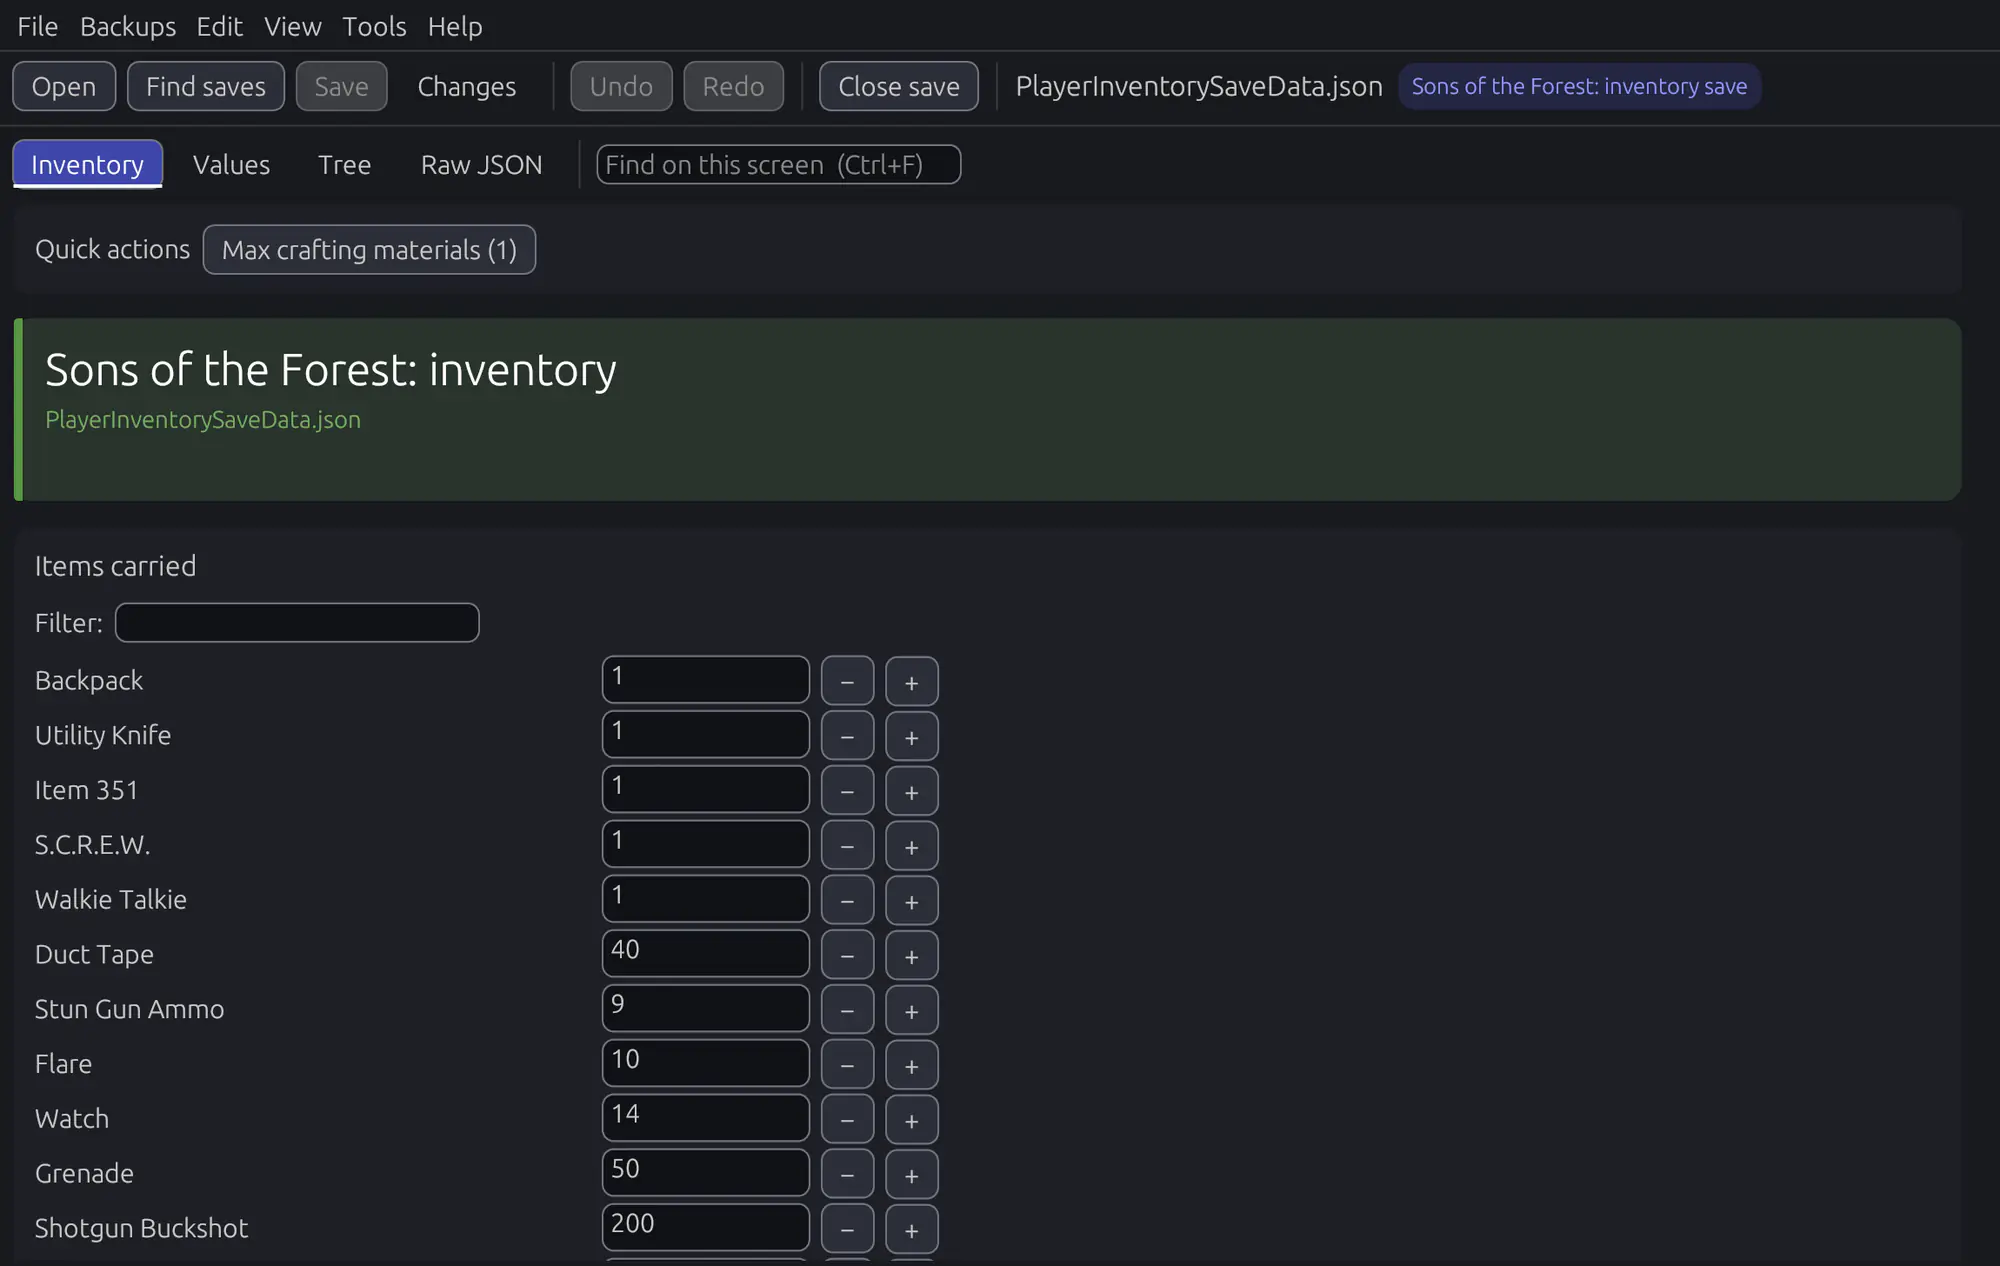 File Backups Edit View Tools Help
Open Find saves Save Changes Undo Redo Close save PlayerInventorySaveData.json Sons of the Forest: inventory save
Inventory Values Tree Raw JSON Find on this screen (Ctrl+F)
Quick actions Max crafting materials (1)
Sons of the Forest: inventory
PlayerInventorySaveData.json
Items carried
Filter:
Backpack 1 − +
Utility Knife 1 − +
Item 351 1 − +
S.C.R.E.W. 1 − +
Walkie Talkie 1 − +
Duct Tape 40 − +
Stun Gun Ammo 9 − +
Flare 10 − +
Watch 14 − +
Grenade 50 − +
Shotgun Buckshot 200 − +